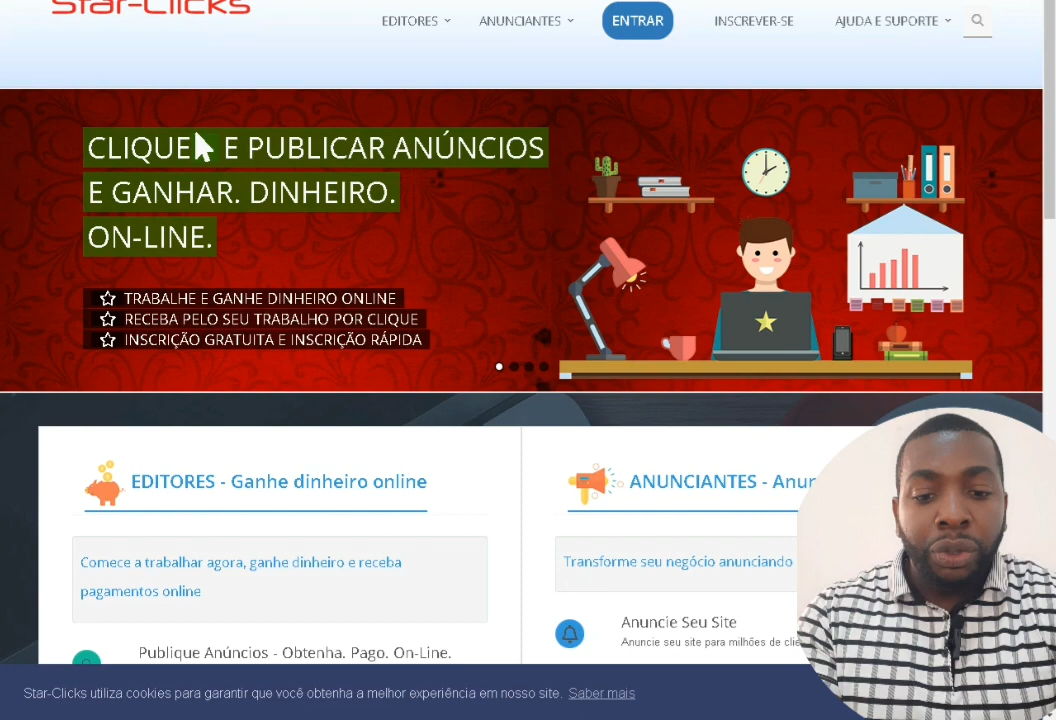 Star-Clicks
EDITORES
ANUNCIANTES
ENTRAR
INSCREVER-SE
AJUDA E SUPORTE
CLIQUE E PUBLICAR ANÚNCIOS
E GANHAR. DINHEIRO.
ON-LINE.
TRABALHE E GANHE DINHEIRO ONLINE
RECEBA PELO SEU TRABALHO POR CLIQUE
INSCRIÇÃO GRATUITA E INSCRIÇÃO RÁPIDA
EDITORES - Ganhe dinheiro online
Comece a trabalhar agora, ganhe dinheiro e receba
pagamentos online
Publique Anúncios - Obtenha. Pago. On-Line.
ANUNCIANTES - Anun
Transforme seu negócio anunciando
Anuncie Seu Site
Anuncie seu site para milhões de clie
Star-Clicks utiliza cookies para garantir que você obtenha a melhor experiência em nosso site. Saber mais